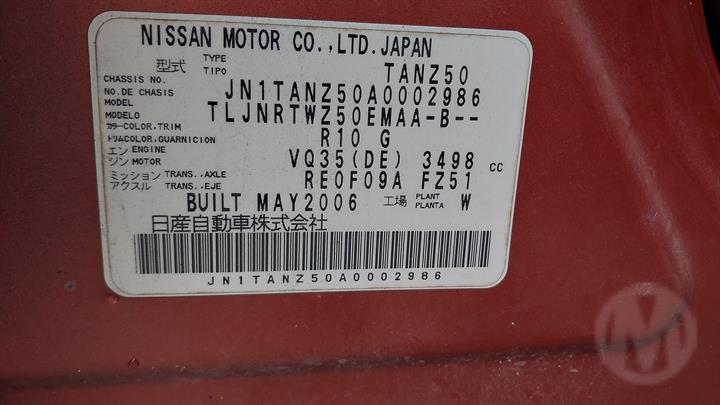 NISSAN MOTOR CO.,LTD.JAPAN
型式 TYPE TIPO TANZ50
CHASSIS NO. NO.DE CHASIS JN1TANZ50A0002986
MODEL MODELO TLJNRTWZ50EMAA-B--
カラー COLOR,TRIM トリム COLOR,GUARNICION R10 G
エンジン ENGINE MOTOR VQ35(DE) 3498 CC
ミッション TRANS.,AXLE アクスル TRANS.,EJE RE0F09A FZ51
BUILT MAY2006 工場 PLANT PLANTA W
日産自動車株式会社
JN1TANZ50A0002986
M